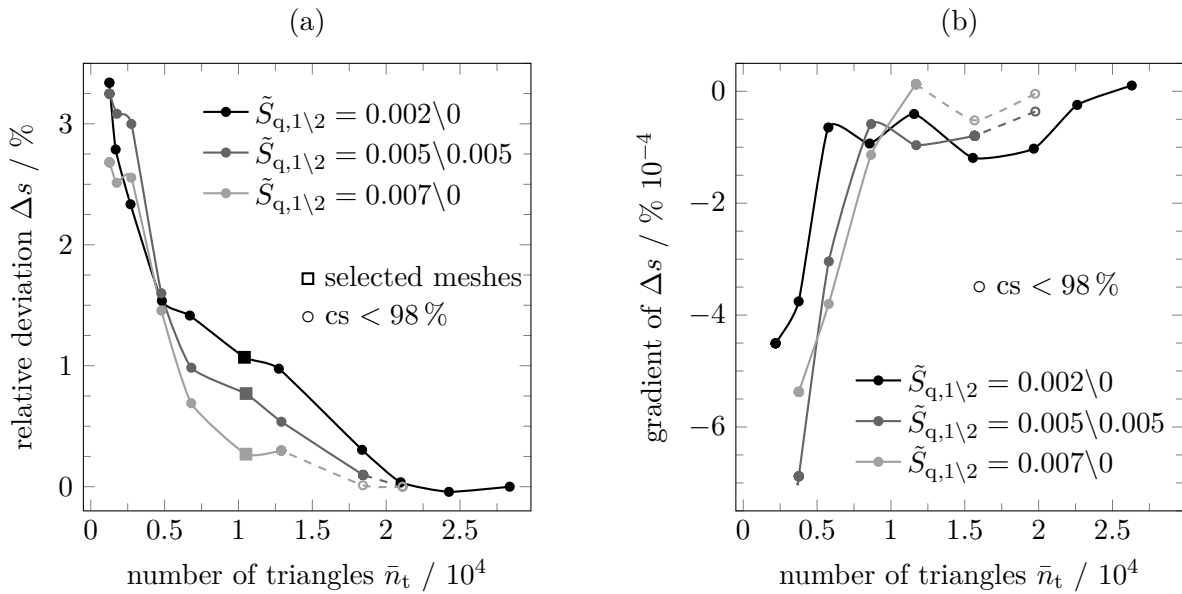 (a)
relative deviation Δs / %
3
2
1
0
S̃q,1\2 = 0.002\0
S̃q,1\2 = 0.005\0.005
S̃q,1\2 = 0.007\0
selected meshes
cs < 98 %
0 0.5 1 1.5 2 2.5
number of triangles n̄t / 10⁴
(b)
gradient of Δs / % 10⁻⁴
0
−2
−4
−6
cs < 98 %
S̃q,1\2 = 0.002\0
S̃q,1\2 = 0.005\0.005
S̃q,1\2 = 0.007\0
0 0.5 1 1.5 2 2.5
number of triangles n̄t / 10⁴